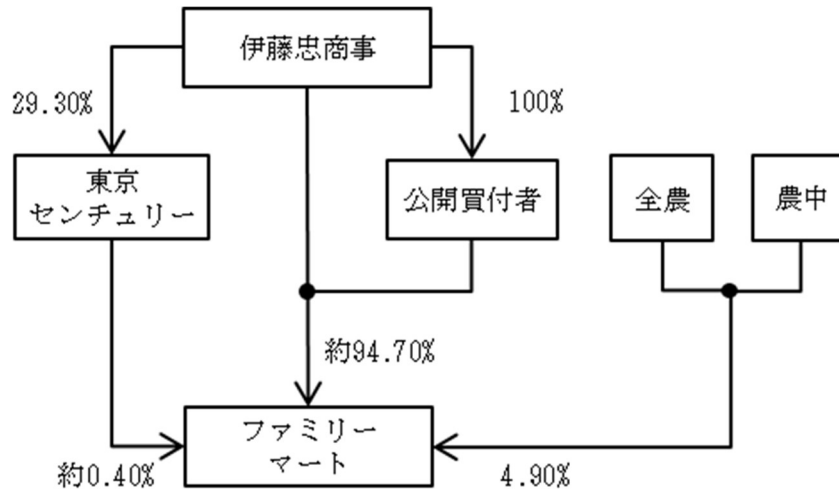 伊藤忠商事
29.30%
100%
東京
センチュリー
公開買付者
全農
農中
約94.70%
ファミリー
マート
約0.40%
4.90%